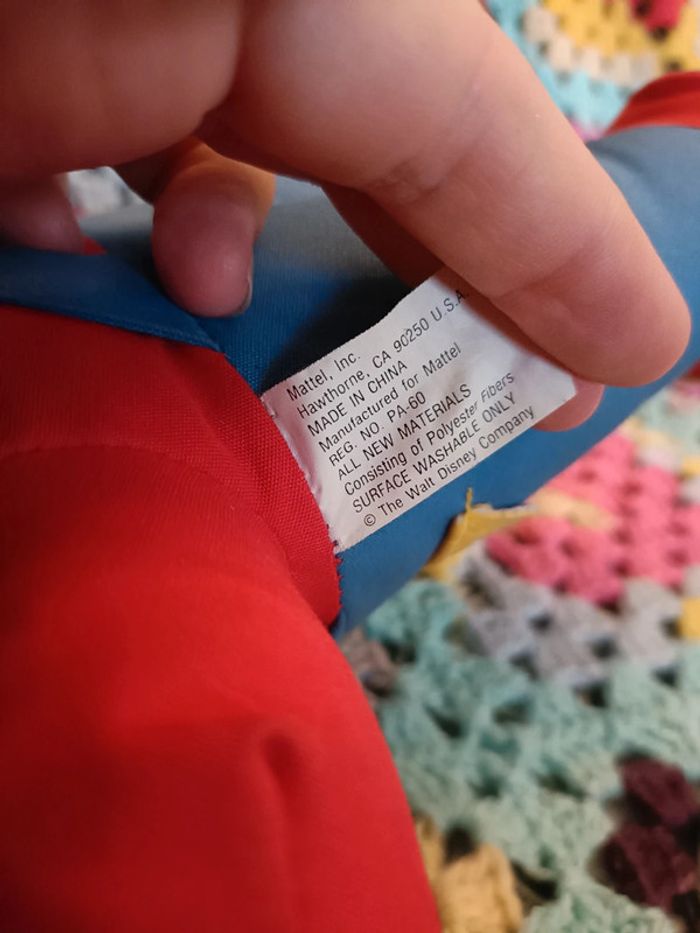 Mattel, Inc.
Hawthorne, CA 90250 U.S.A.
MADE IN CHINA
Manufactured for Mattel
REG. NO. PA-60
ALL NEW MATERIALS
Consisting of Polyester Fibers
SURFACE WASHABLE ONLY
© The Walt Disney Company